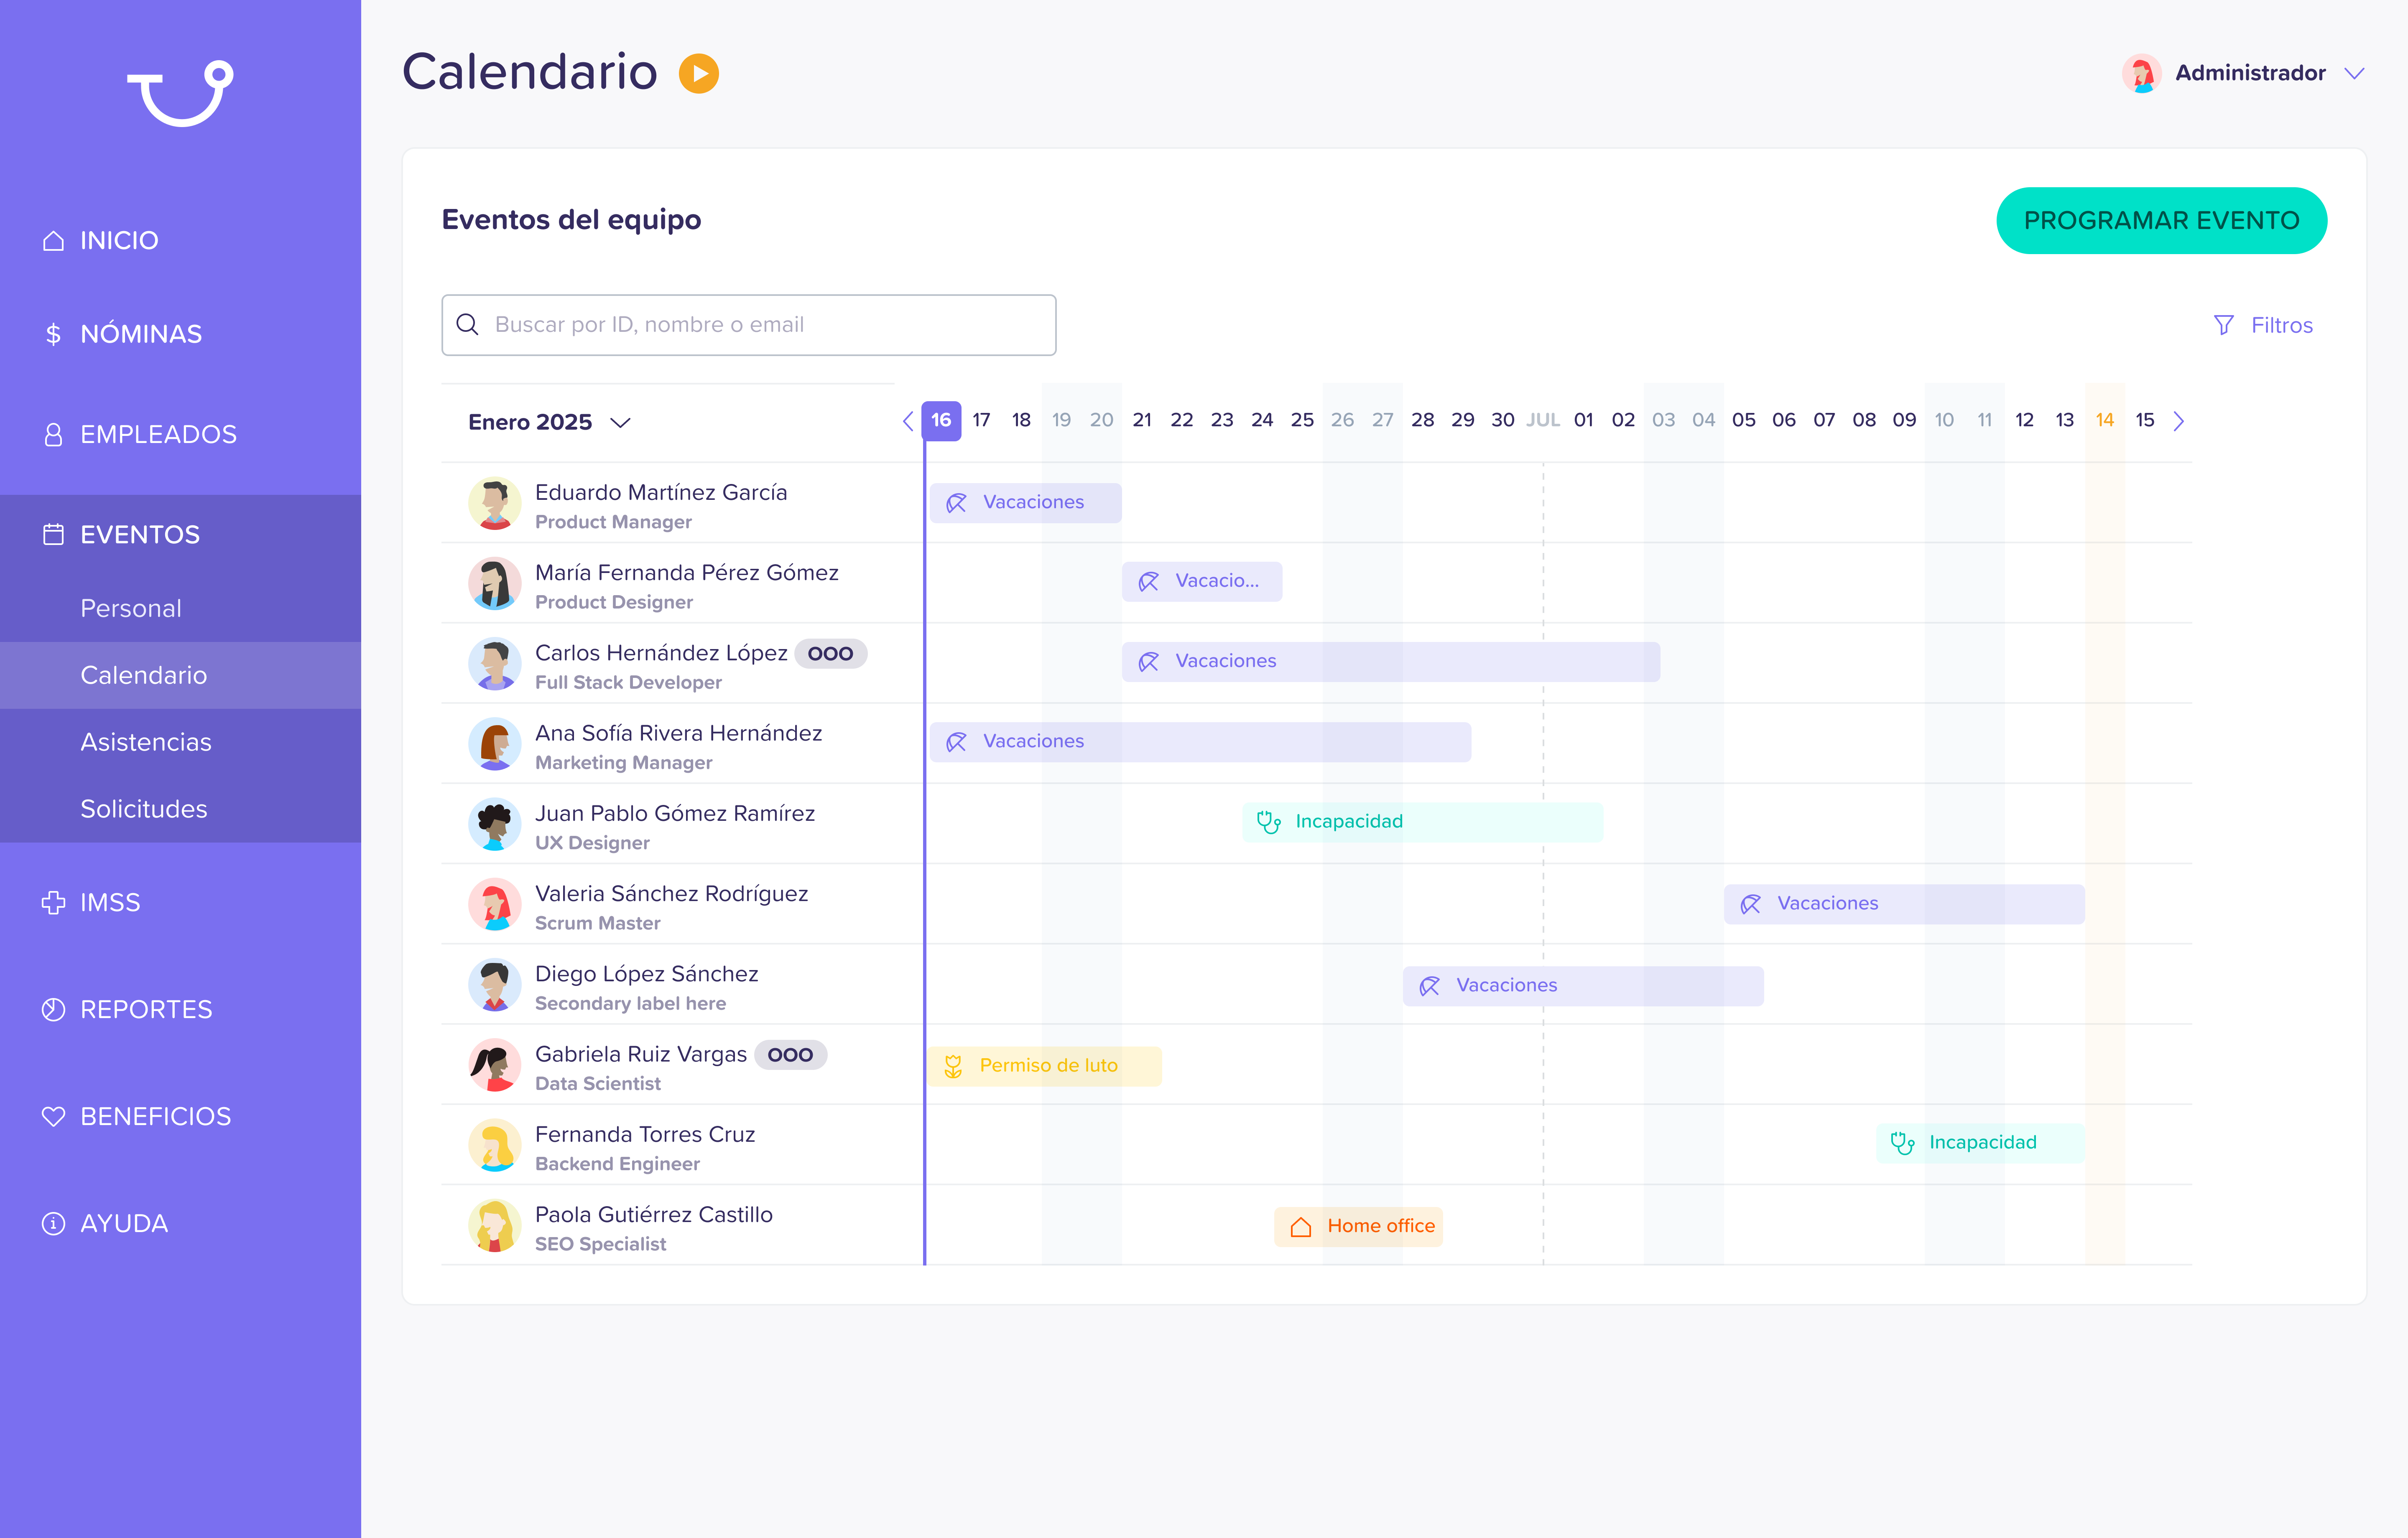 Calendario
Administrador
INICIO
NÓMINAS
EMPLEADOS
EVENTOS
Personal
Calendario
Asistencias
Solicitudes
IMSS
REPORTES
BENEFICIOS
AYUDA
Eventos del equipo
PROGRAMAR EVENTO
Buscar por ID, nombre o email
Filtros
Enero 2025
16 17 18 19 20 21 22 23 24 25 26 27 28 29 30 JUL 01 02 03 04 05 06 07 08 09 10 11 12 13 14 15
Eduardo Martínez García
Product Manager
Vacaciones
María Fernanda Pérez Gómez
Product Designer
Vacacio...
Carlos Hernández López OOO
Full Stack Developer
Vacaciones
Ana Sofía Rivera Hernández
Marketing Manager
Vacaciones
Juan Pablo Gómez Ramírez
UX Designer
Incapacidad
Valeria Sánchez Rodríguez
Scrum Master
Vacaciones
Diego López Sánchez
Secondary label here
Vacaciones
Gabriela Ruiz Vargas OOO
Data Scientist
Permiso de luto
Fernanda Torres Cruz
Backend Engineer
Incapacidad
Paola Gutiérrez Castillo
SEO Specialist
Home office